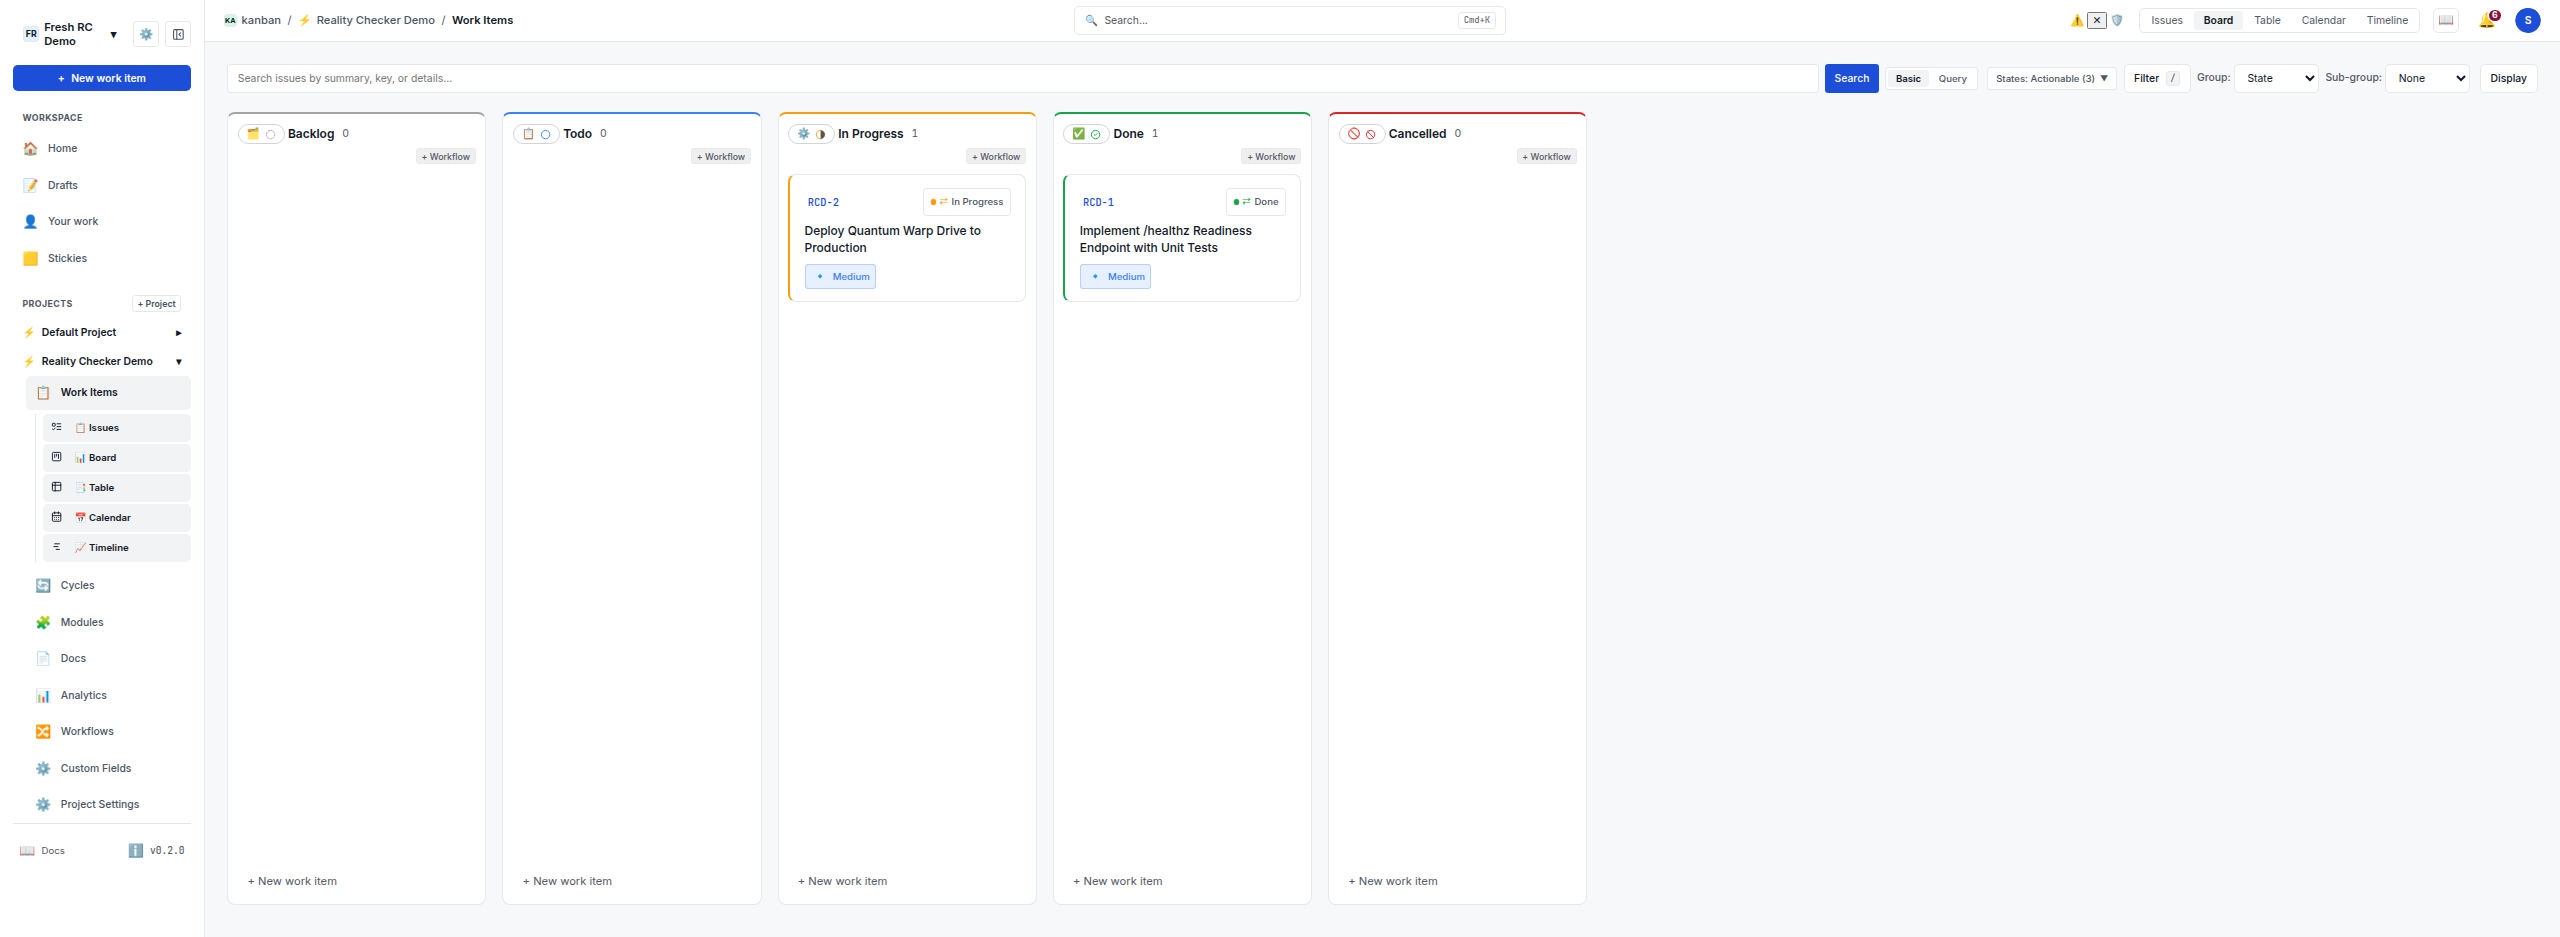 FR Fresh RC Demo ▼
+ New work item
WORKSPACE
Home
Drafts
Your work
Stickies
PROJECTS + Project
Default Project
Reality Checker Demo
Work Items
Issues
Board
Table
Calendar
Timeline
Cycles
Modules
Docs
Analytics
Workflows
Custom Fields
Project Settings
Docs v0.2.0
KA kanban / Reality Checker Demo / Work Items
Search... Cmd+K
Issues Board Table Calendar Timeline 6 S
Search issues by summary, key, or details... Search Basic Query States: Actionable (3) ▼ Filter / Group: State Sub-group: None Display
Backlog 0
+ Workflow
+ New work item
Todo 0
+ Workflow
+ New work item
In Progress 1
+ Workflow
RCD-2 In Progress
Deploy Quantum Warp Drive to
Production
Medium
+ New work item
Done 1
+ Workflow
RCD-1 Done
Implement /healthz Readiness
Endpoint with Unit Tests
Medium
+ New work item
Cancelled 0
+ Workflow
+ New work item